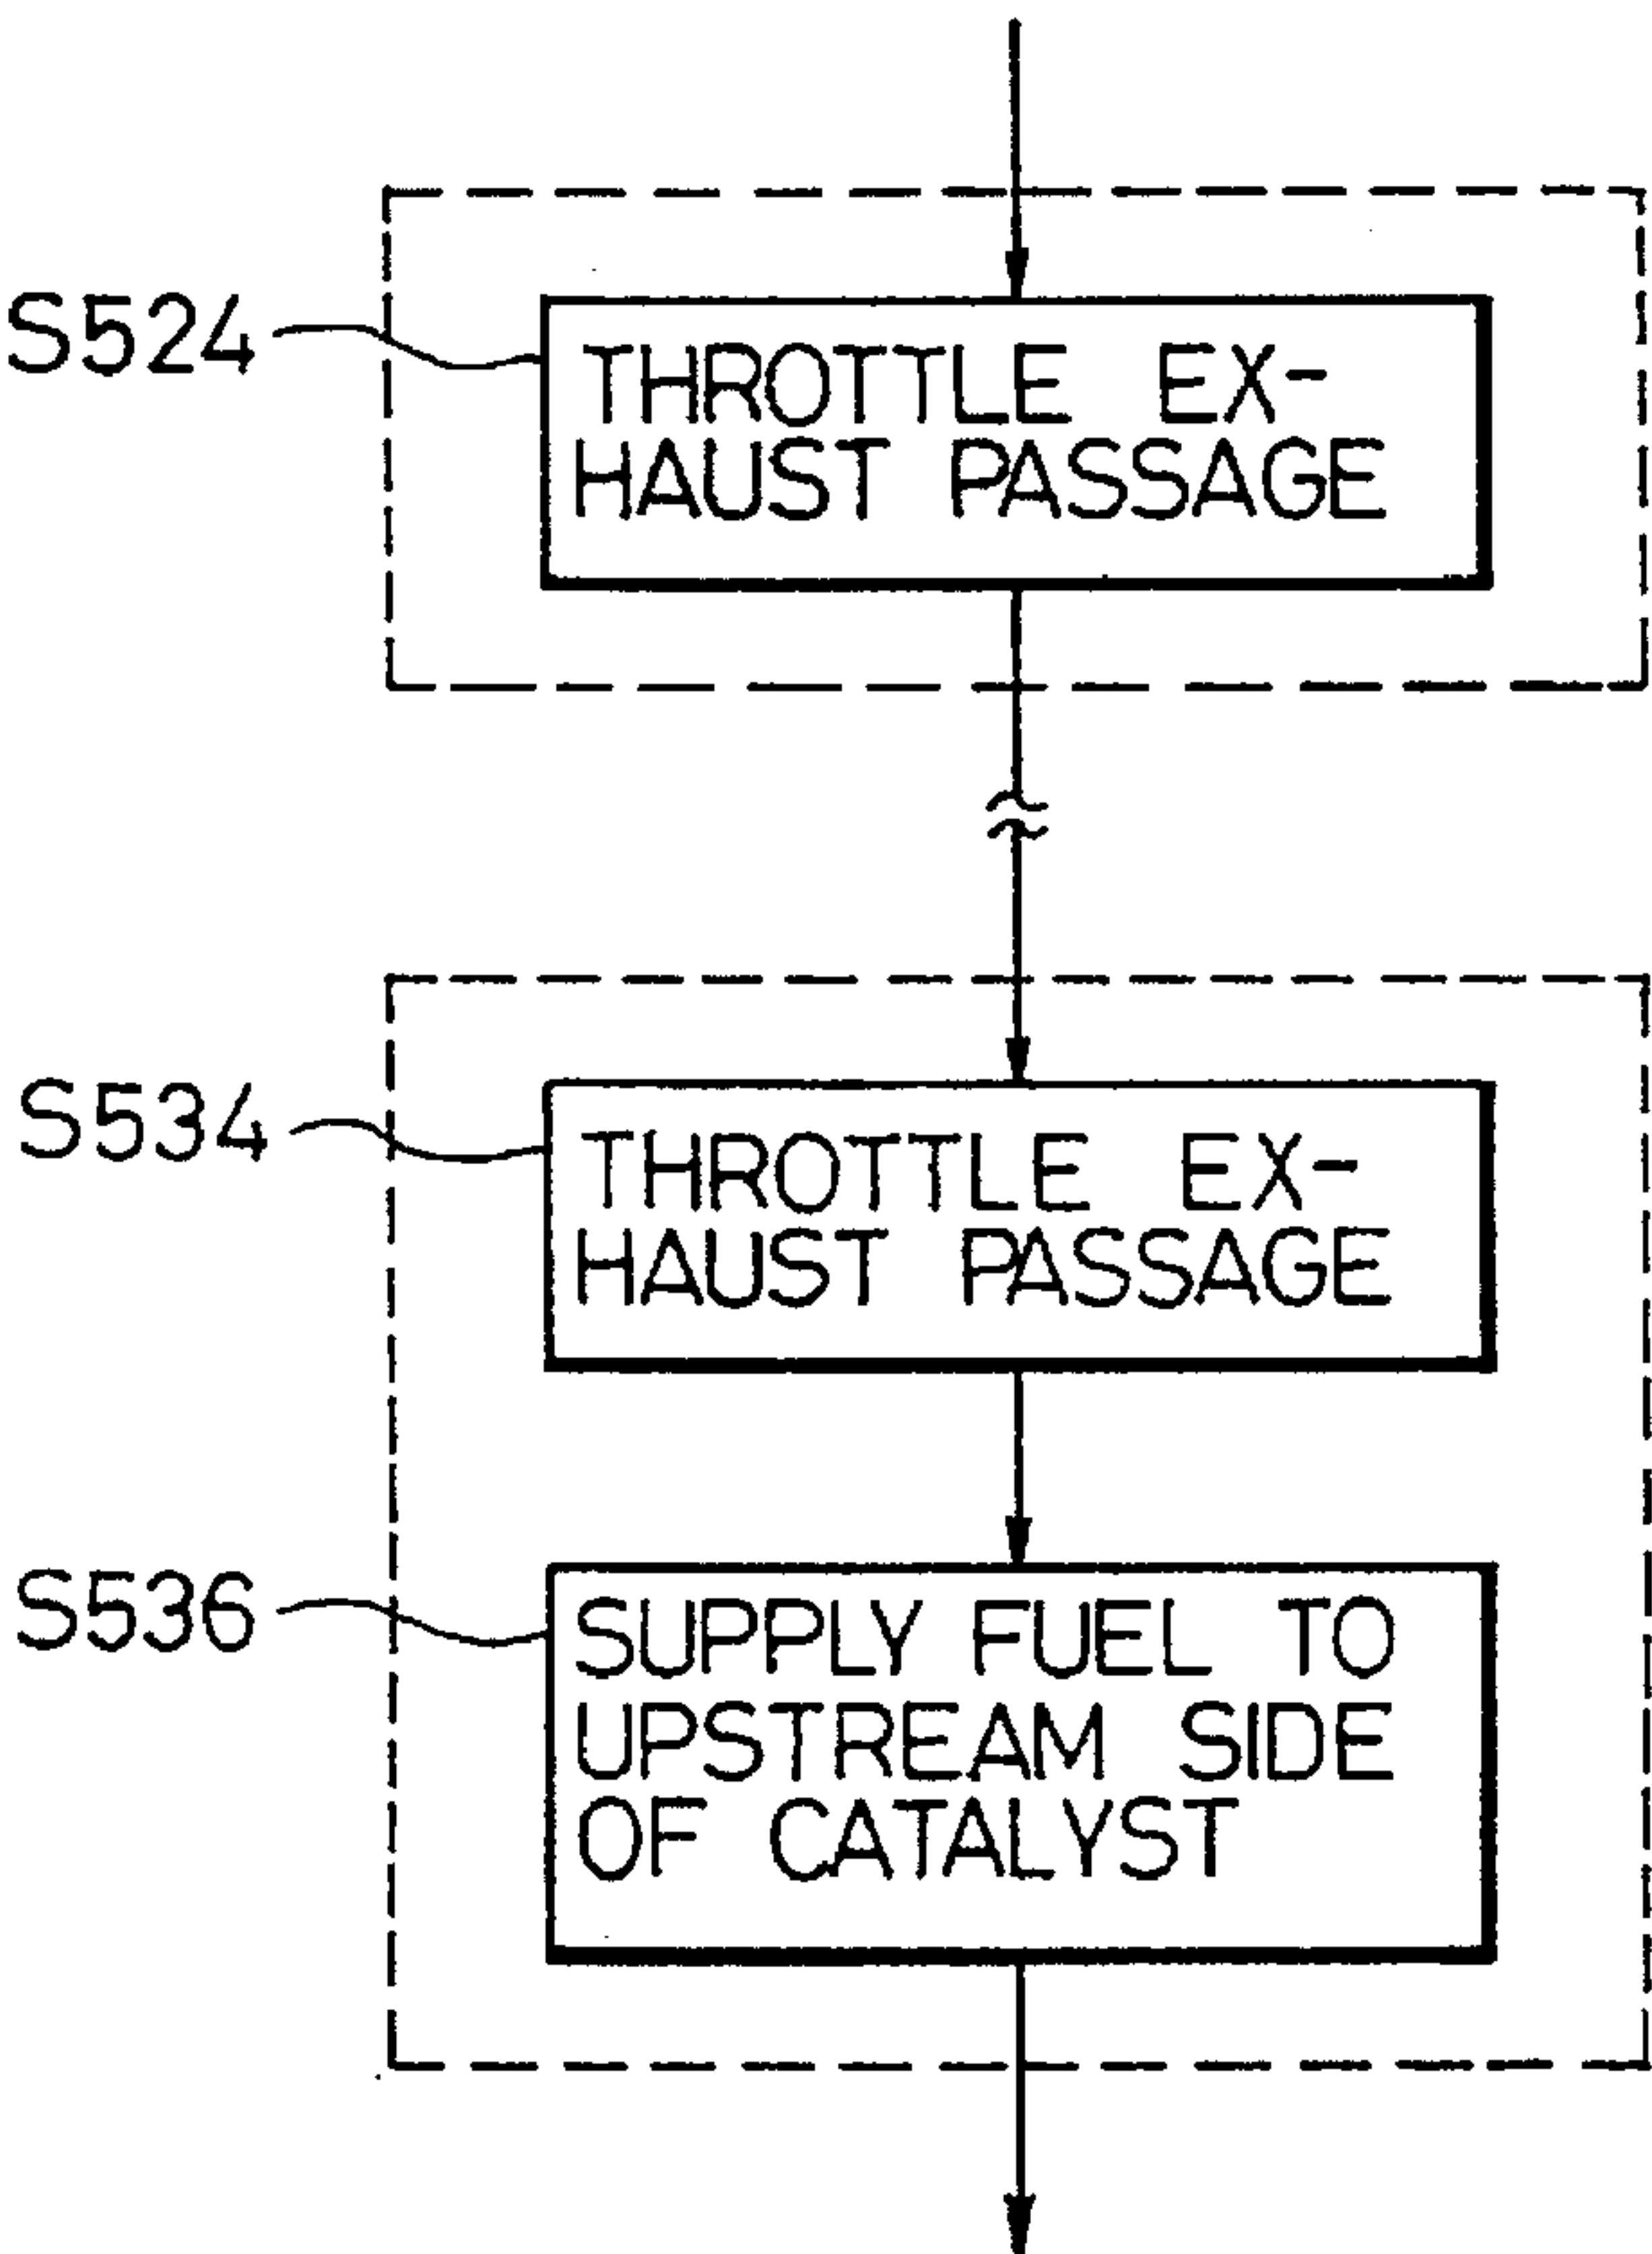 S524
THROTTLE EX-
HAUST PASSAGE
S534
THROTTLE EX-
HAUST PASSAGE
S536
SUPPLY FUEL TO
UPSTREAM SIDE
OF CATALYST